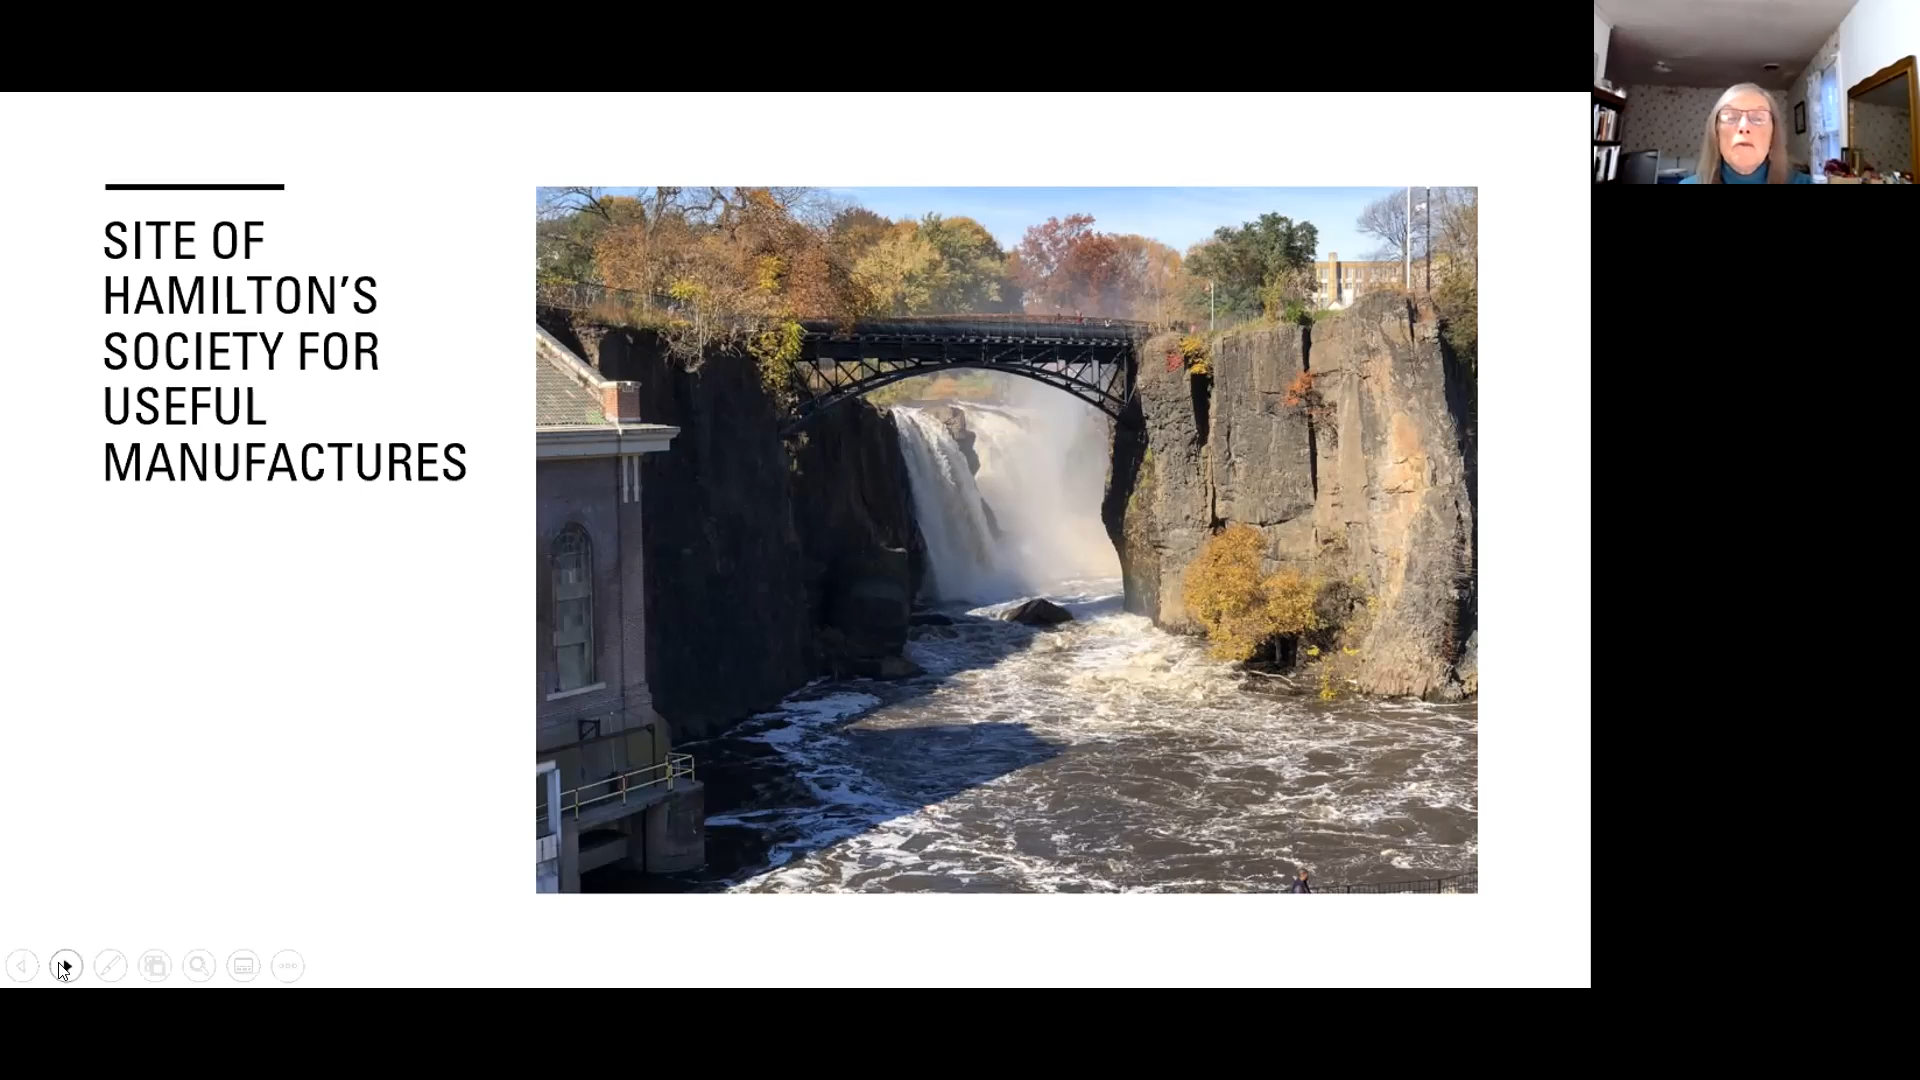 SITE OF
HAMILTON’S
SOCIETY FOR
USEFUL
MANUFACTURES